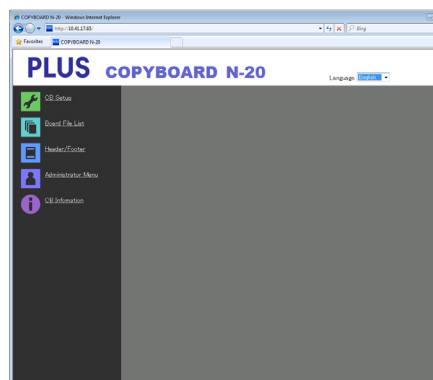 COPYBOARD N-20 - Windows Internet Explorer
http://10.41.17.65/
Bing
Favorites COPYBOARD N-20
PLUS COPYBOARD N-20
Language English
CB Setup
Board File List
Header/Footer
Administrator Menu
CB Infomation